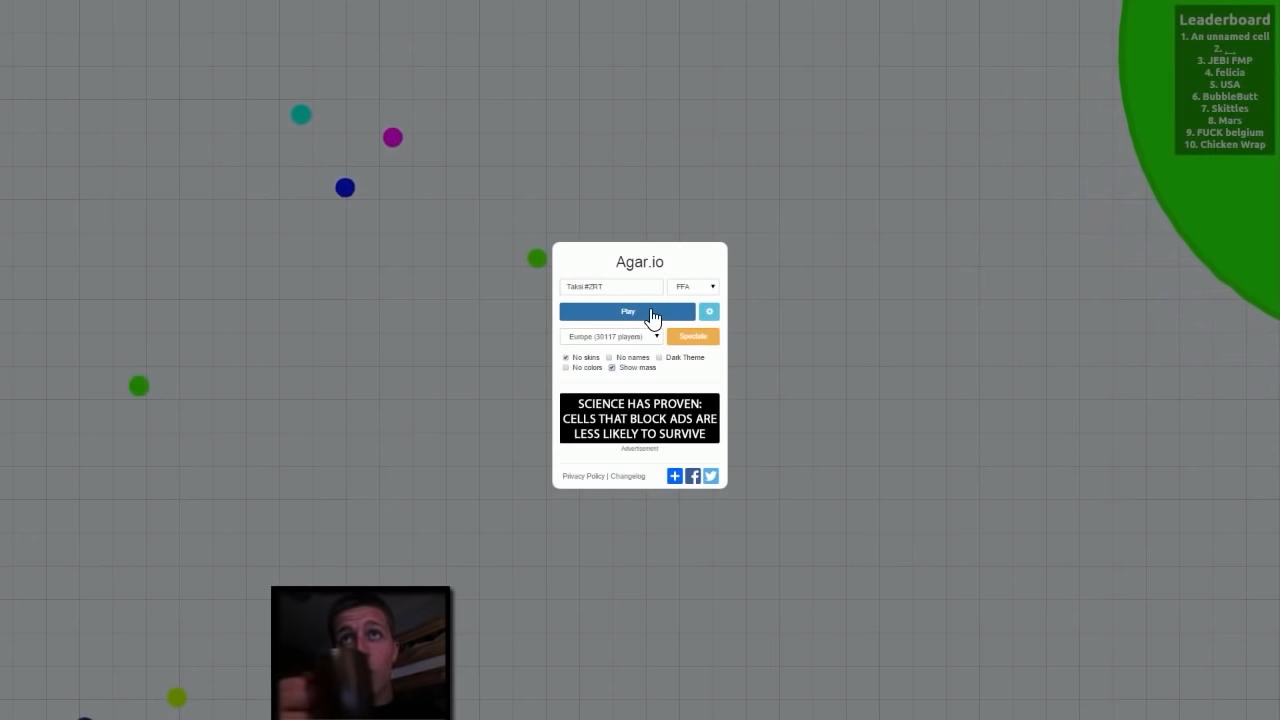 Leaderboard
1. An unnamed cell
2. ._.
3. JEBI FMP
4. felicia
5. USA
6. BubbleButt
7. Skittles
8. Mars
9. FUCK belgium
10. Chicken Wrap
Agar.io
Taksi #ZRT
FFA
Play
Europe (30117 players)
Spectate
No skins No names Dark Theme
No colors Show mass
SCIENCE HAS PROVEN:
CELLS THAT BLOCK ADS ARE
LESS LIKELY TO SURVIVE
Advertisement
Privacy Policy | Changelog